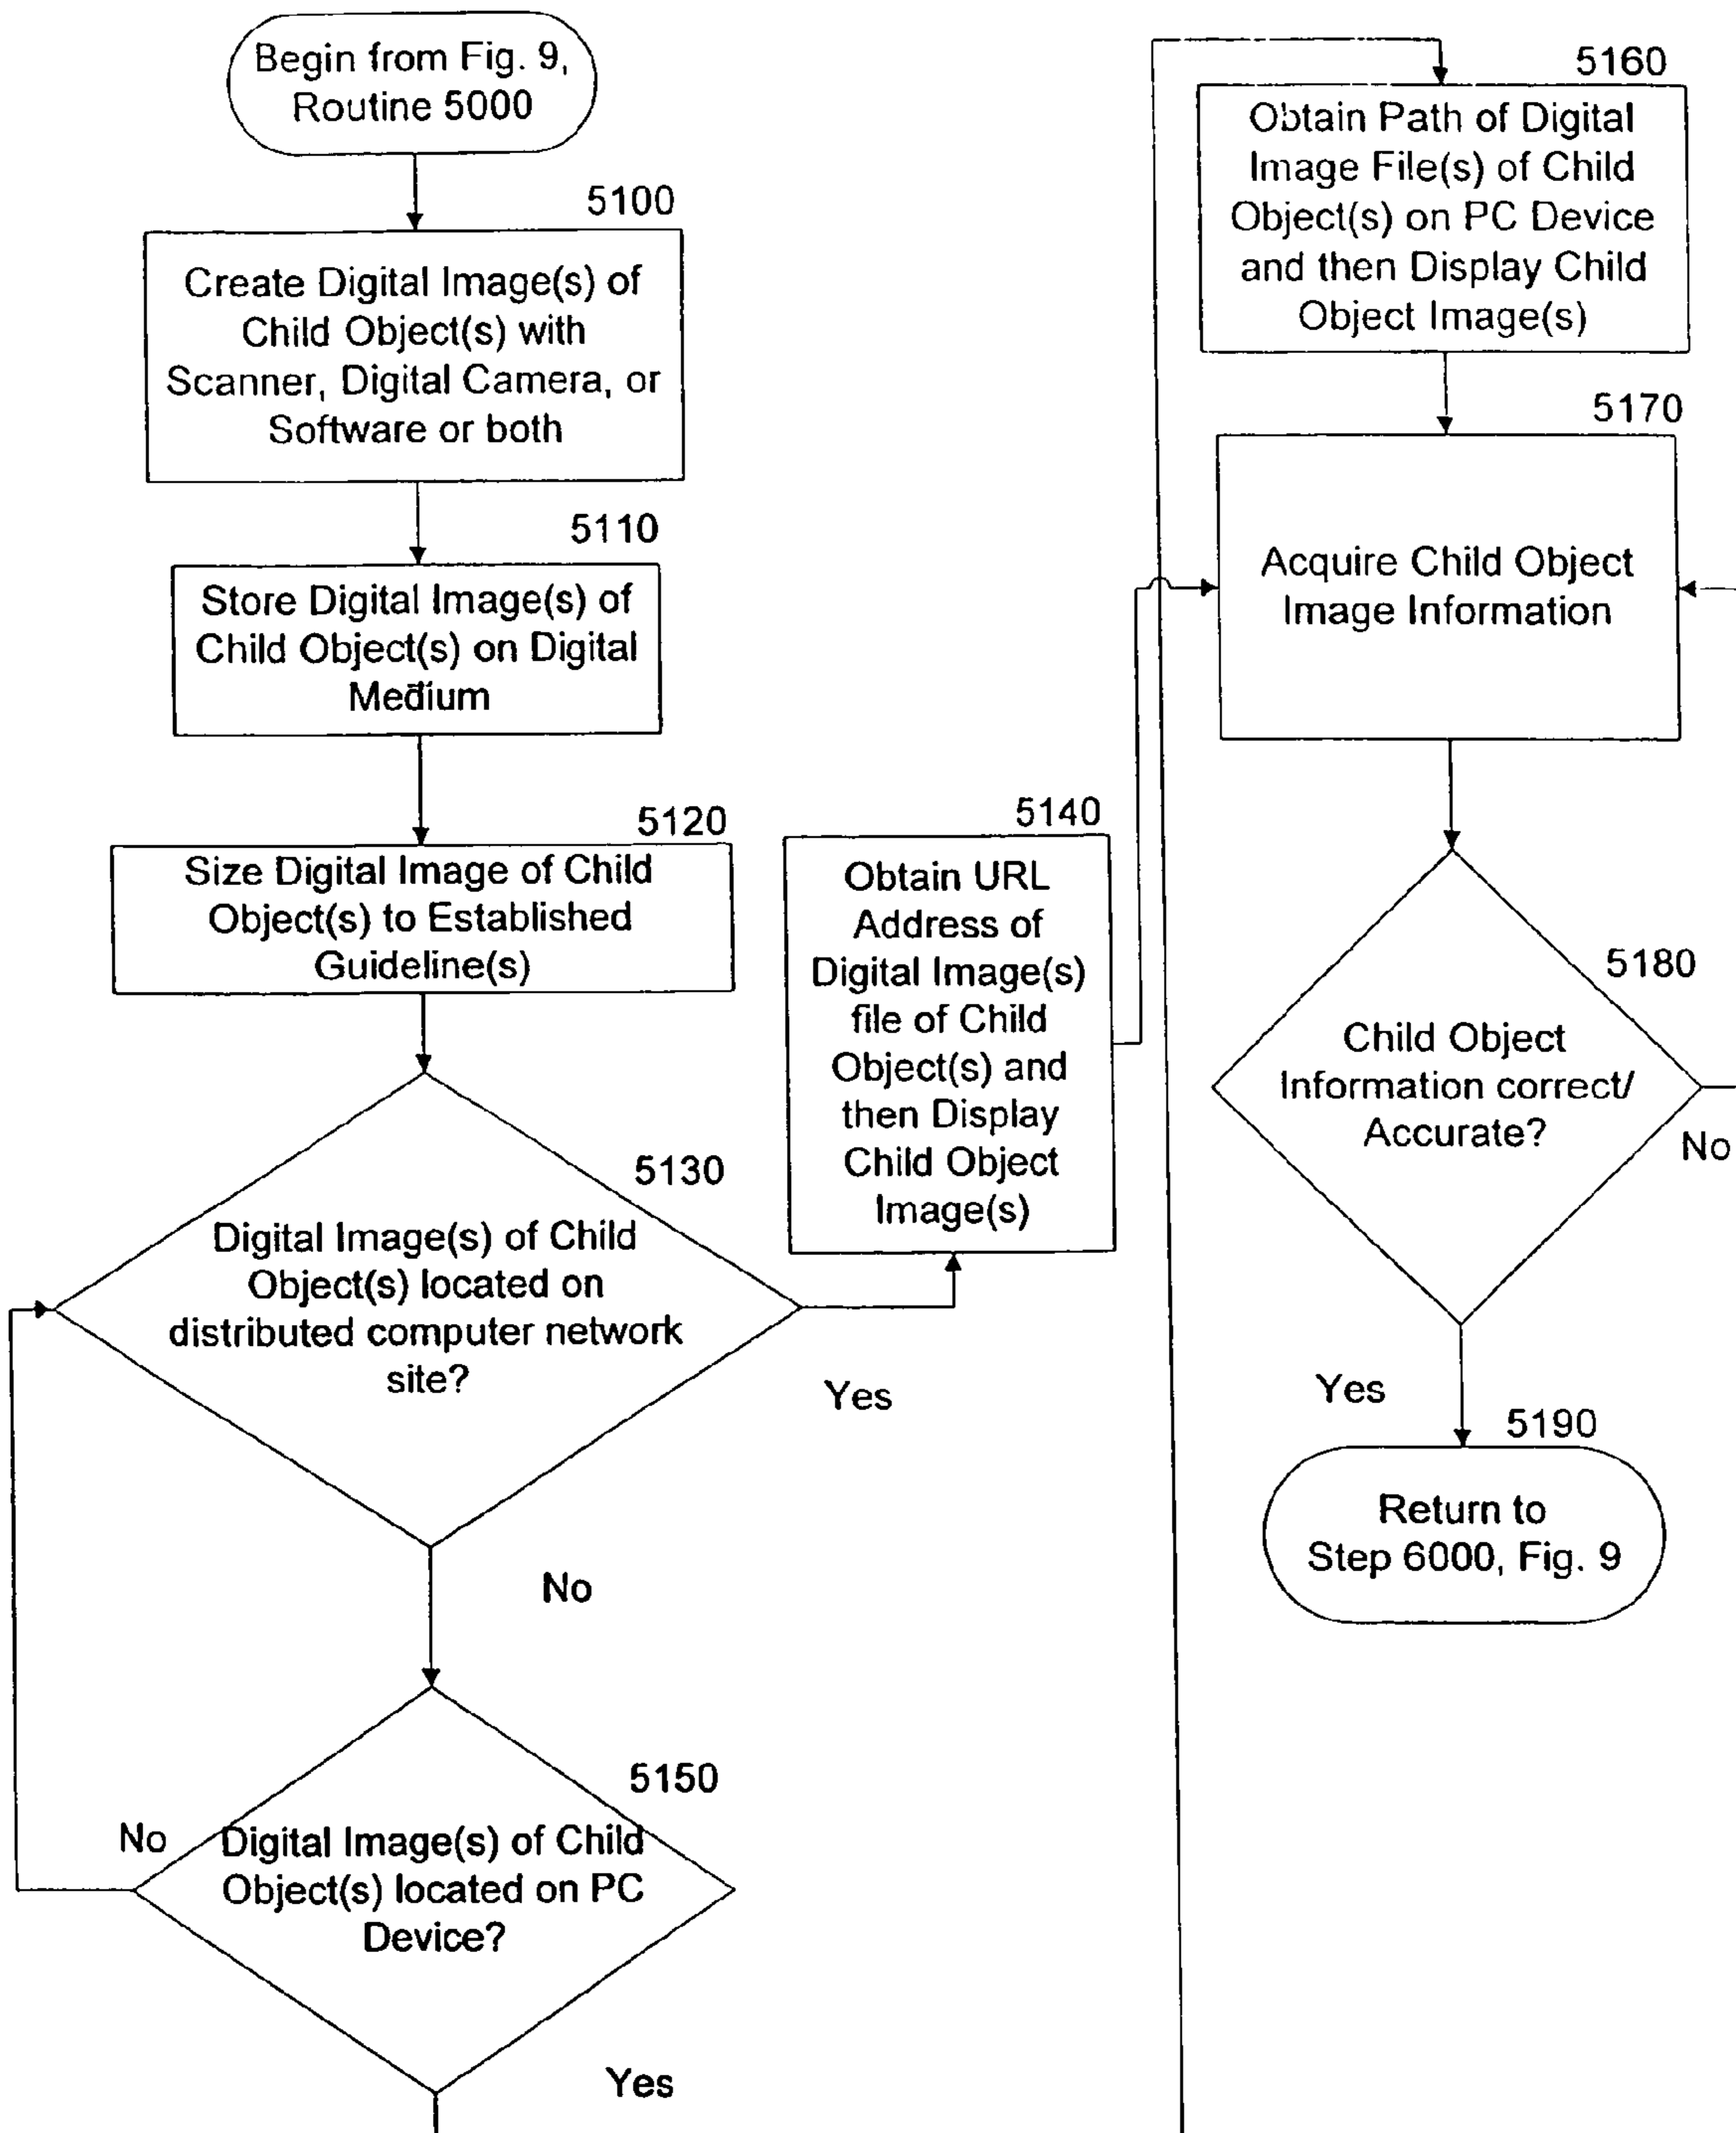 Begin from Fig. 9,
Routine 5000
5100
Create Digital Image(s) of
Child Object(s) with
Scanner, Digital Camera, or
Software or both
5110
Store Digital Image(s) of
Child Object(s) on Digital
Medium
5120
Size Digital Image of Child
Object(s) to Established
Guideline(s)
5130
Digital Image(s) of Child
Object(s) located on
distributed computer network
site?
Yes
No
5140
Obtain URL
Address of
Digital Image(s)
file of Child
Object(s) and
then Display
Child Object
Image(s)
5150
No
Digital Image(s) of Child
Object(s) located on PC
Device?
Yes
5160
Obtain Path of Digital
Image File(s) of Child
Object(s) on PC Device
and then Display Child
Object Image(s)
5170
Acquire Child Object
Image Information
5180
Child Object
Information correct/
Accurate?
No
Yes
5190
Return to
Step 6000, Fig. 9